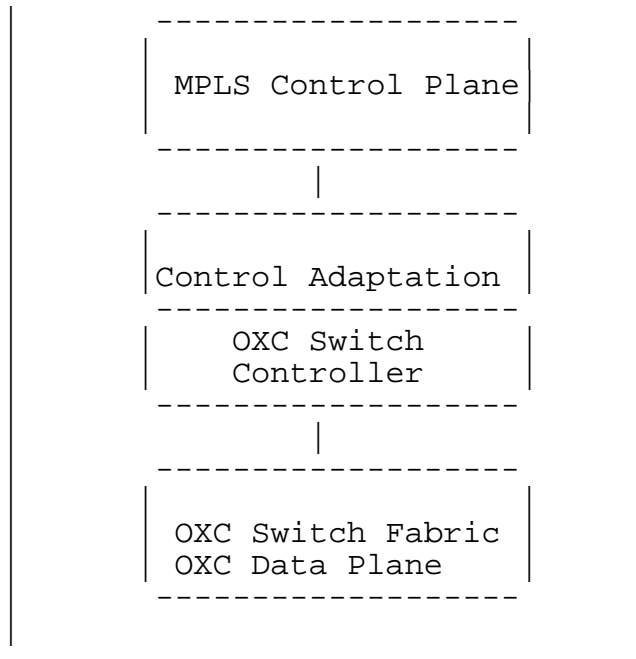 MPLS Control Plane
Control Adaptation
OXC Switch
Controller
OXC Switch Fabric
OXC Data Plane